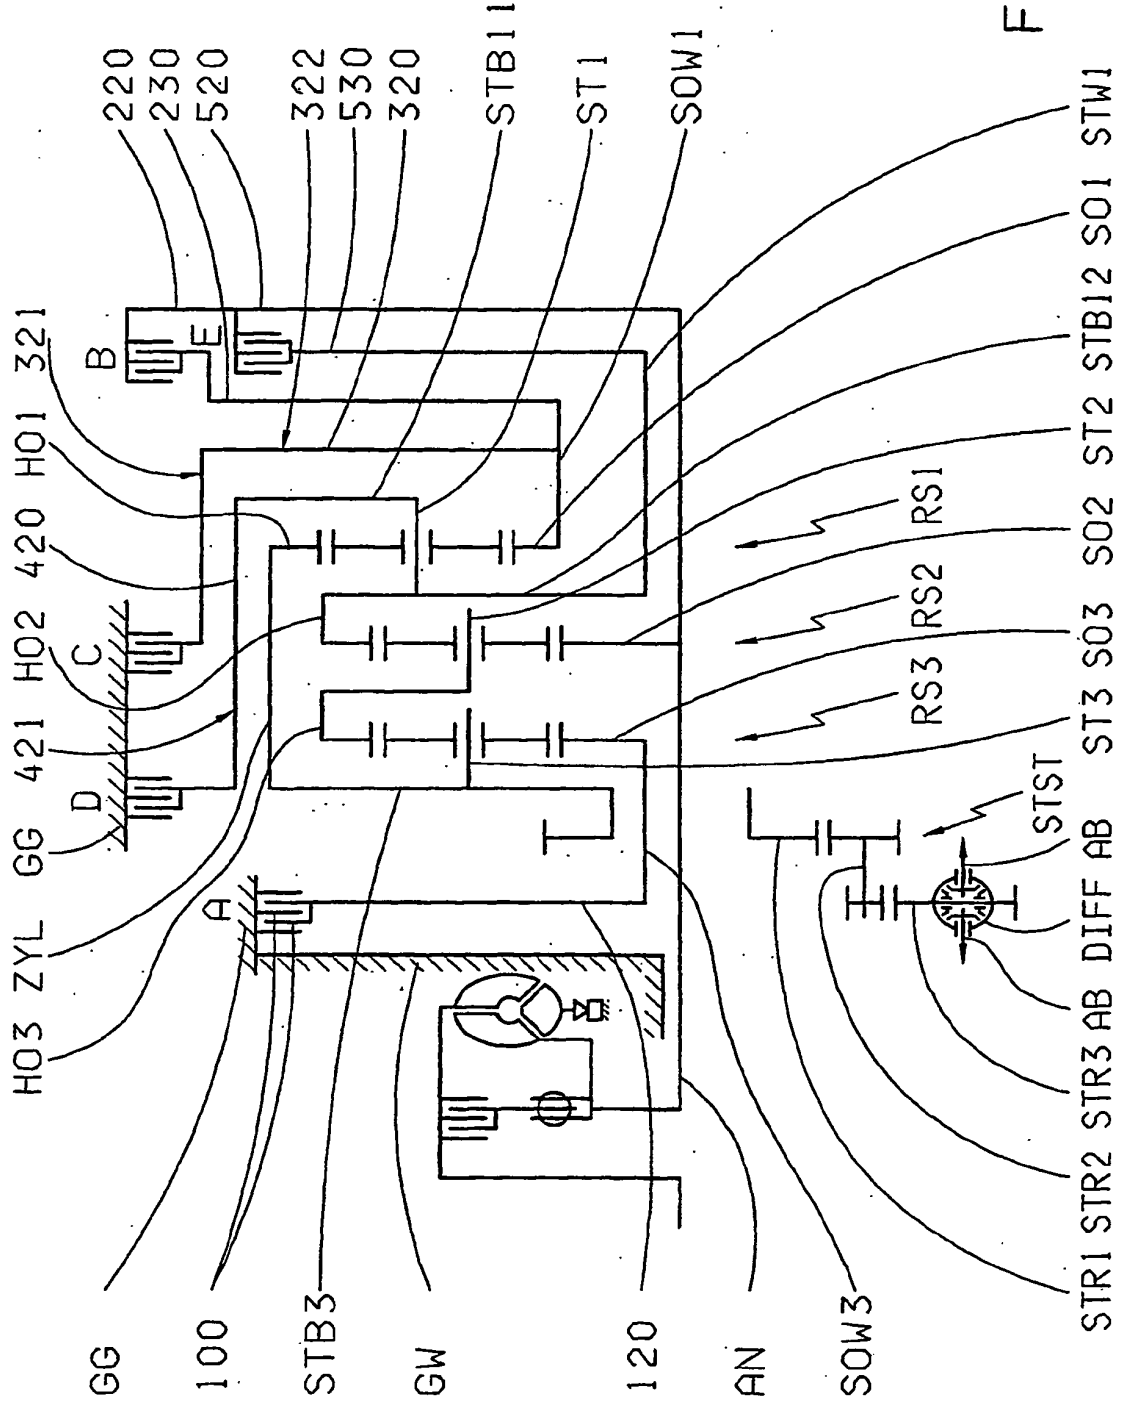 GG
100
STB3
GW
120
AN
SOW3
HO3 ZYL GG 421 HO2 420 HO1 321
D
C
B
E
A
220
230
520
322
530
320
STB11
ST1
SOW1
RS3
RS2
RS1
STST
STR1 STR2 STR3 AB DIFF AB ST3 SO3 SO2 ST2 STB12 SO1 STW1
F